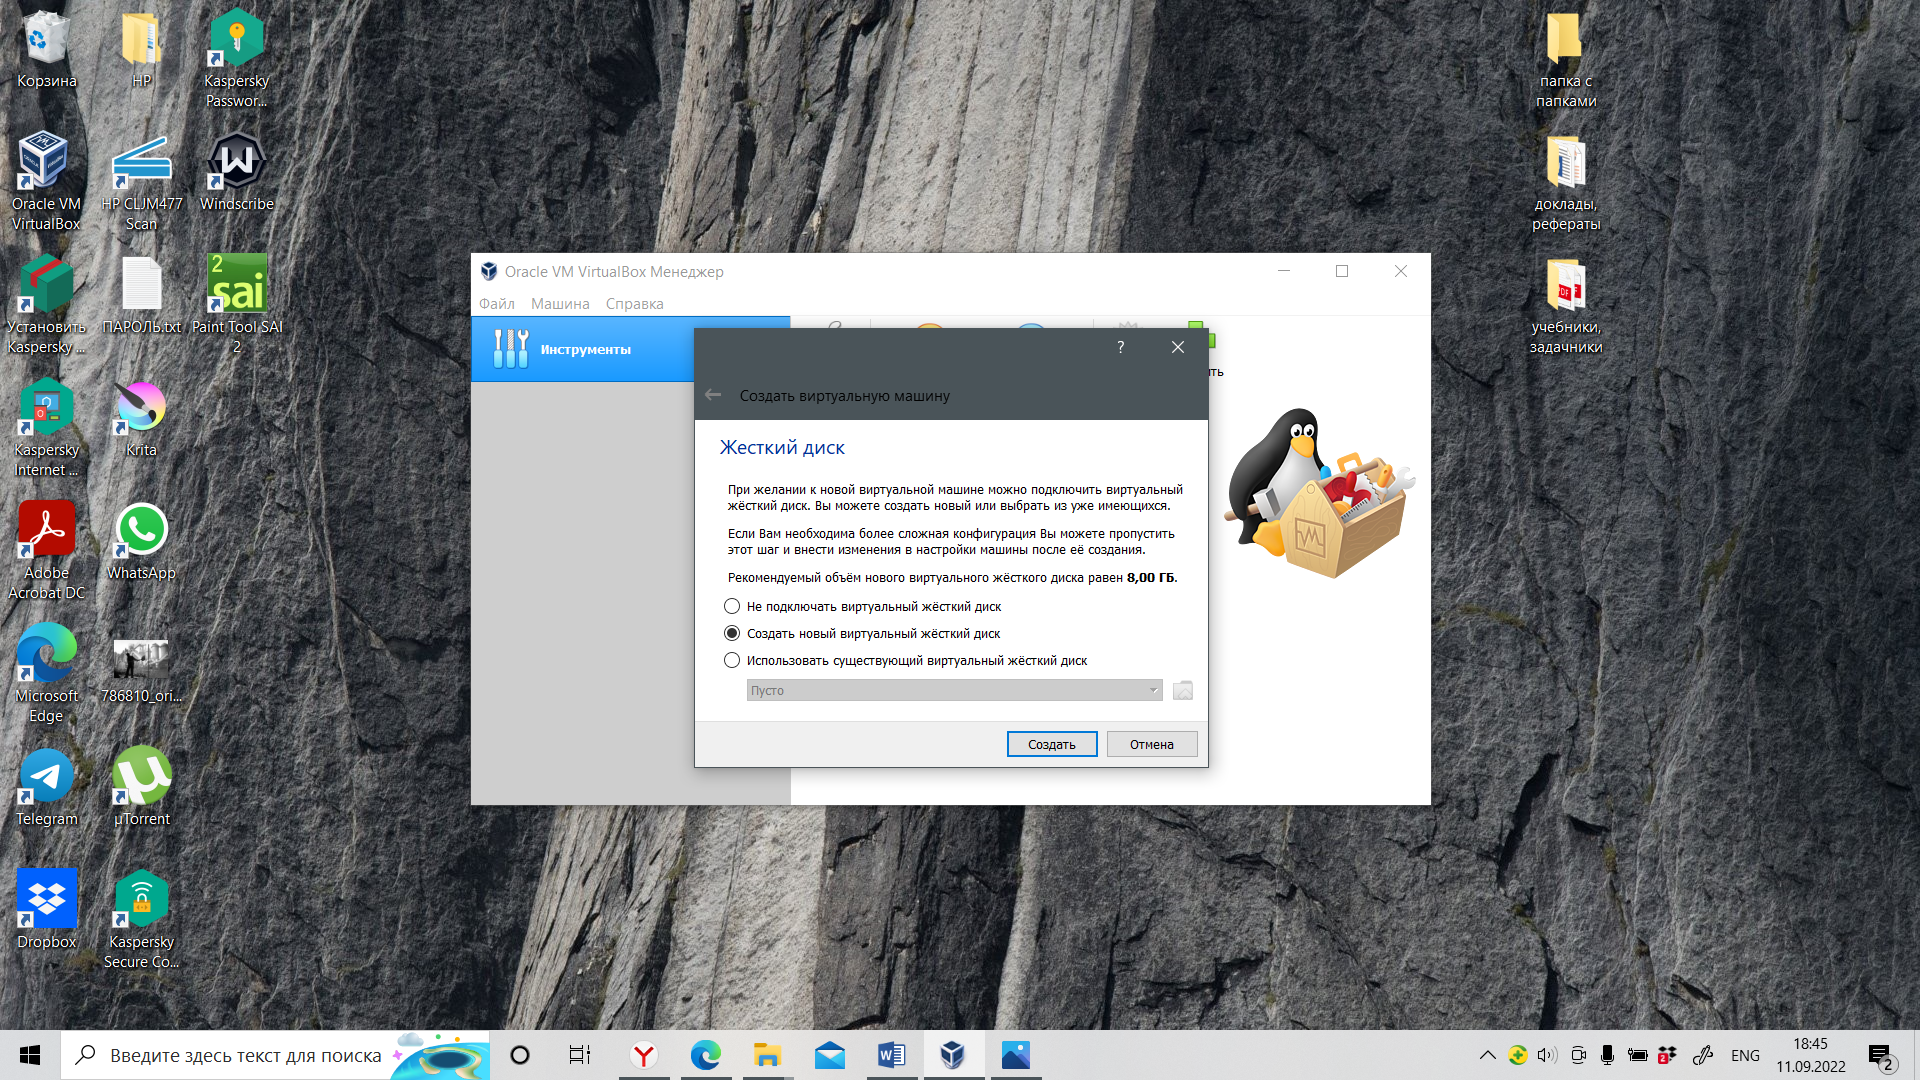 Корзина
HP
Kaspersky
Passwor...
Oracle VM
VirtualBox
HP CLJM477
Scan
Windscribe
Установить
Kaspersky ...
ПАРОЛЬ.txt
2
sai
Paint Tool SAI
2
Kaspersky
Internet ...
Krita
Adobe
Acrobat DC
WhatsApp
Microsoft
Edge
786810_ori...
Telegram
µTorrent
Dropbox
Kaspersky
Secure Co...
папка с
папками
доклады,
рефераты
учебники,
задачники
Oracle VM VirtualBox Менеджер
Файл Машина Справка
Инструменты
ть
?
Создать виртуальную машину
Жесткий диск
При желании к новой виртуальной машине можно подключить виртуальный
жёсткий диск. Вы можете создать новый или выбрать из уже имеющихся.
Если Вам необходима более сложная конфигурация Вы можете пропустить
этот шаг и внести изменения в настройки машины после её создания.
Рекомендуемый объём нового виртуального жёсткого диска равен 8,00 ГБ.
Не подключать виртуальный жёсткий диск
Создать новый виртуальный жёсткий диск
Использовать существующий виртуальный жёсткий диск
Пусто
Создать Отмена
Введите здесь текст для поиска
ENG
18:45
11.09.2022
2